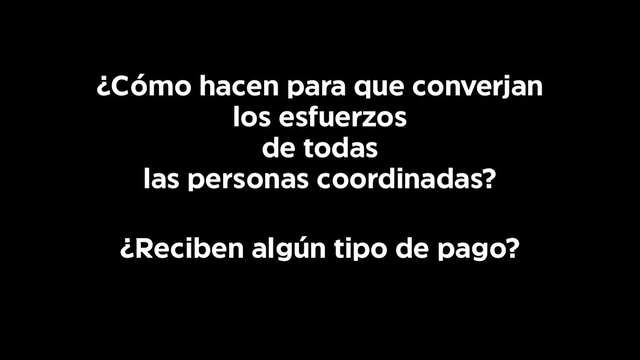 ¿Cómo hacen para que converjan
los esfuerzos
de todas
las personas coordinadas?
¿Reciben algún tipo de pago?